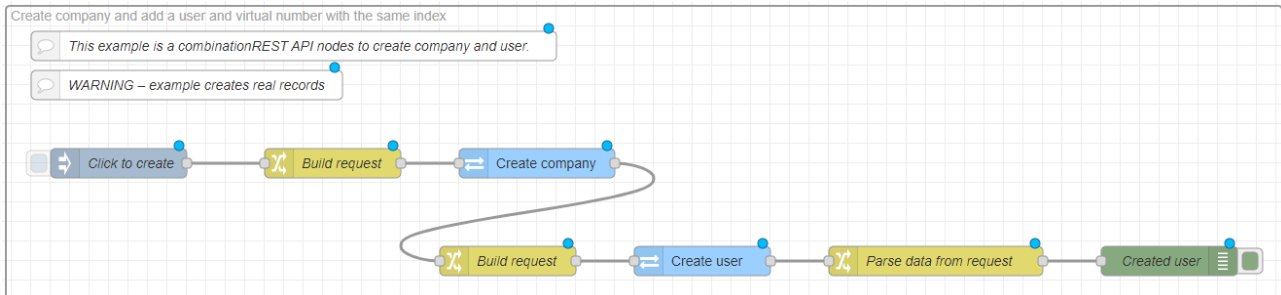 Create company and add a user and virtual number with the same index
This example is a combinationREST API nodes to create company and user.
WARNING – example creates real records
Click to create
Build request
Create company
Build request
Create user
Parse data from request
Created user